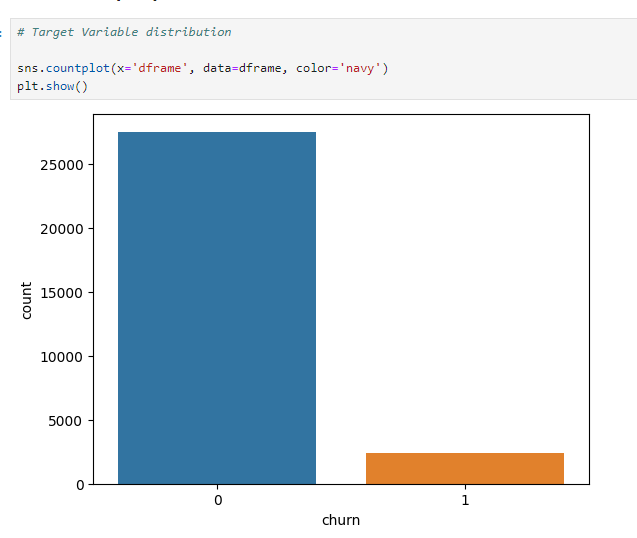 # Target Variable distribution
sns.countplot(x='dframe', data=dframe, color='navy')
plt.show()
25000
20000
15000
10000
5000
0
count
0 1
churn